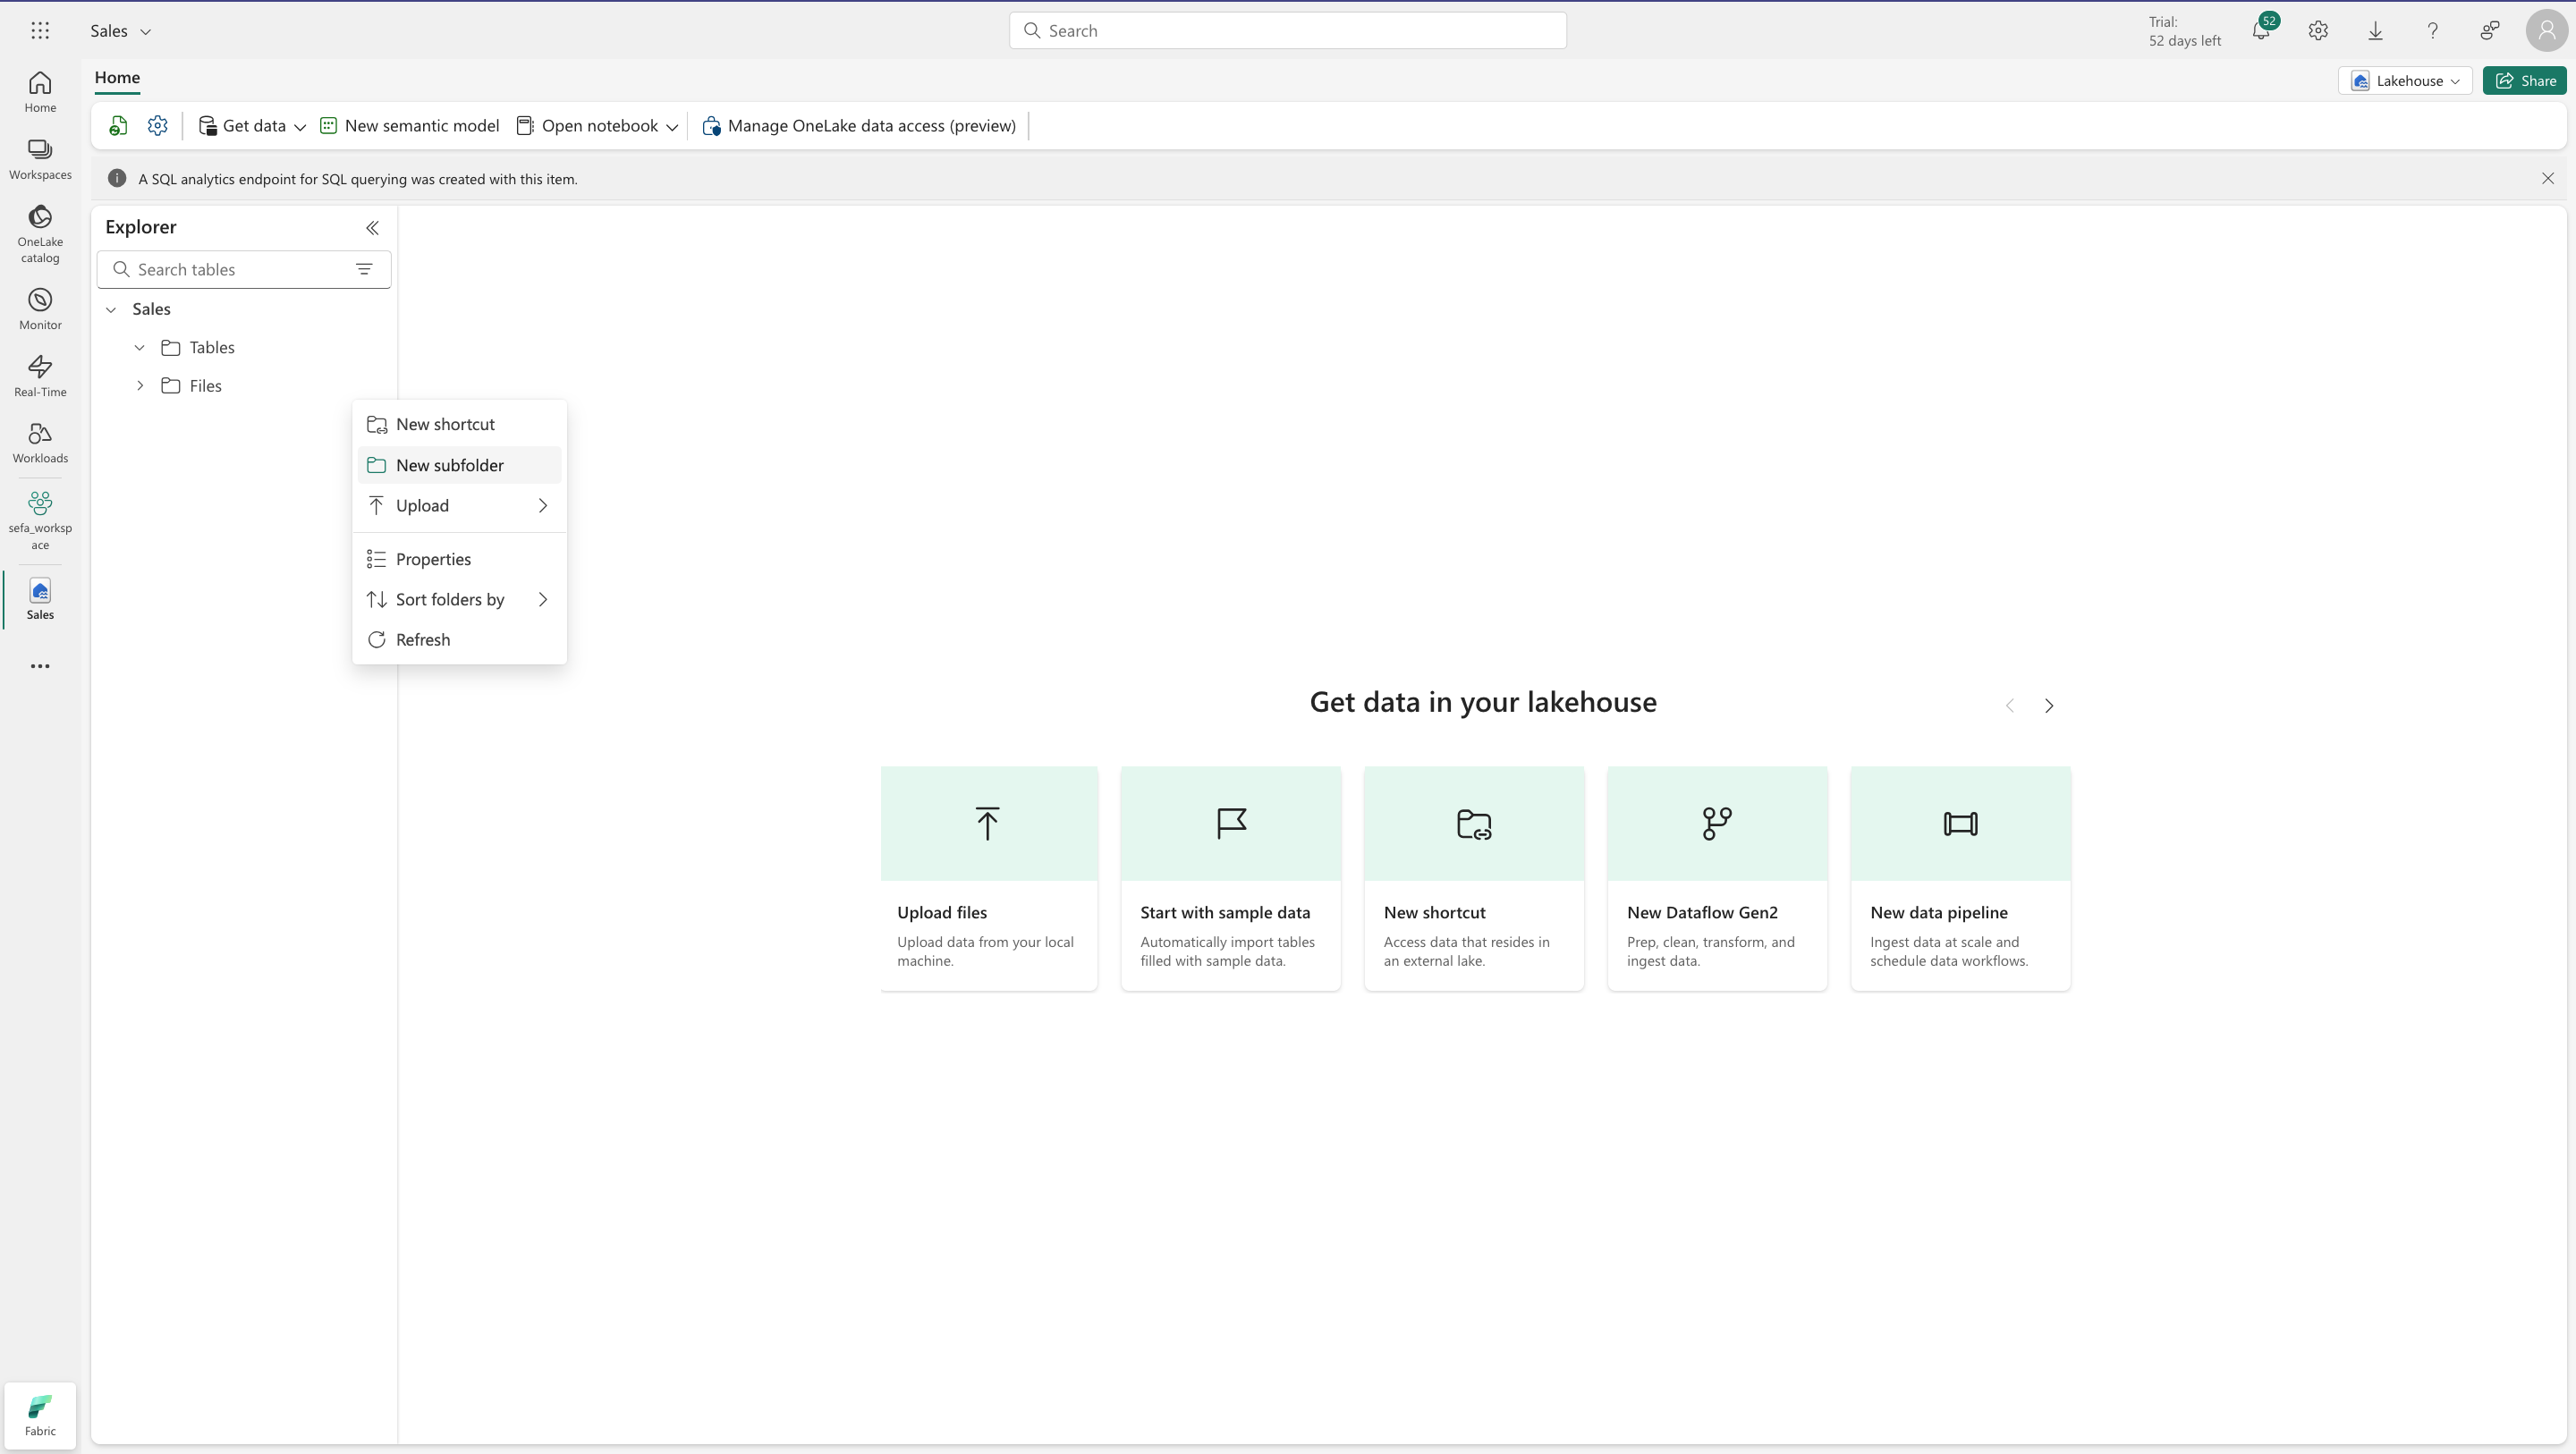 Sales
Search
Trial:
52 days left
52
Home
Lakehouse
Share
Get data
New semantic model
Open notebook
Manage OneLake data access (preview)
A SQL analytics endpoint for SQL querying was created with this item.
Home
Workspaces
OneLake
catalog
Monitor
Real-Time
Workloads
sefa_worksp
ace
Sales
Fabric
Explorer
Search tables
Sales
Tables
Files
New shortcut
New subfolder
Upload
Properties
Sort folders by
Refresh
Get data in your lakehouse
Upload files
Upload data from your local
machine.
Start with sample data
Automatically import tables
filled with sample data.
New shortcut
Access data that resides in
an external lake.
New Dataflow Gen2
Prep, clean, transform, and
ingest data.
New data pipeline
Ingest data at scale and
schedule data workflows.